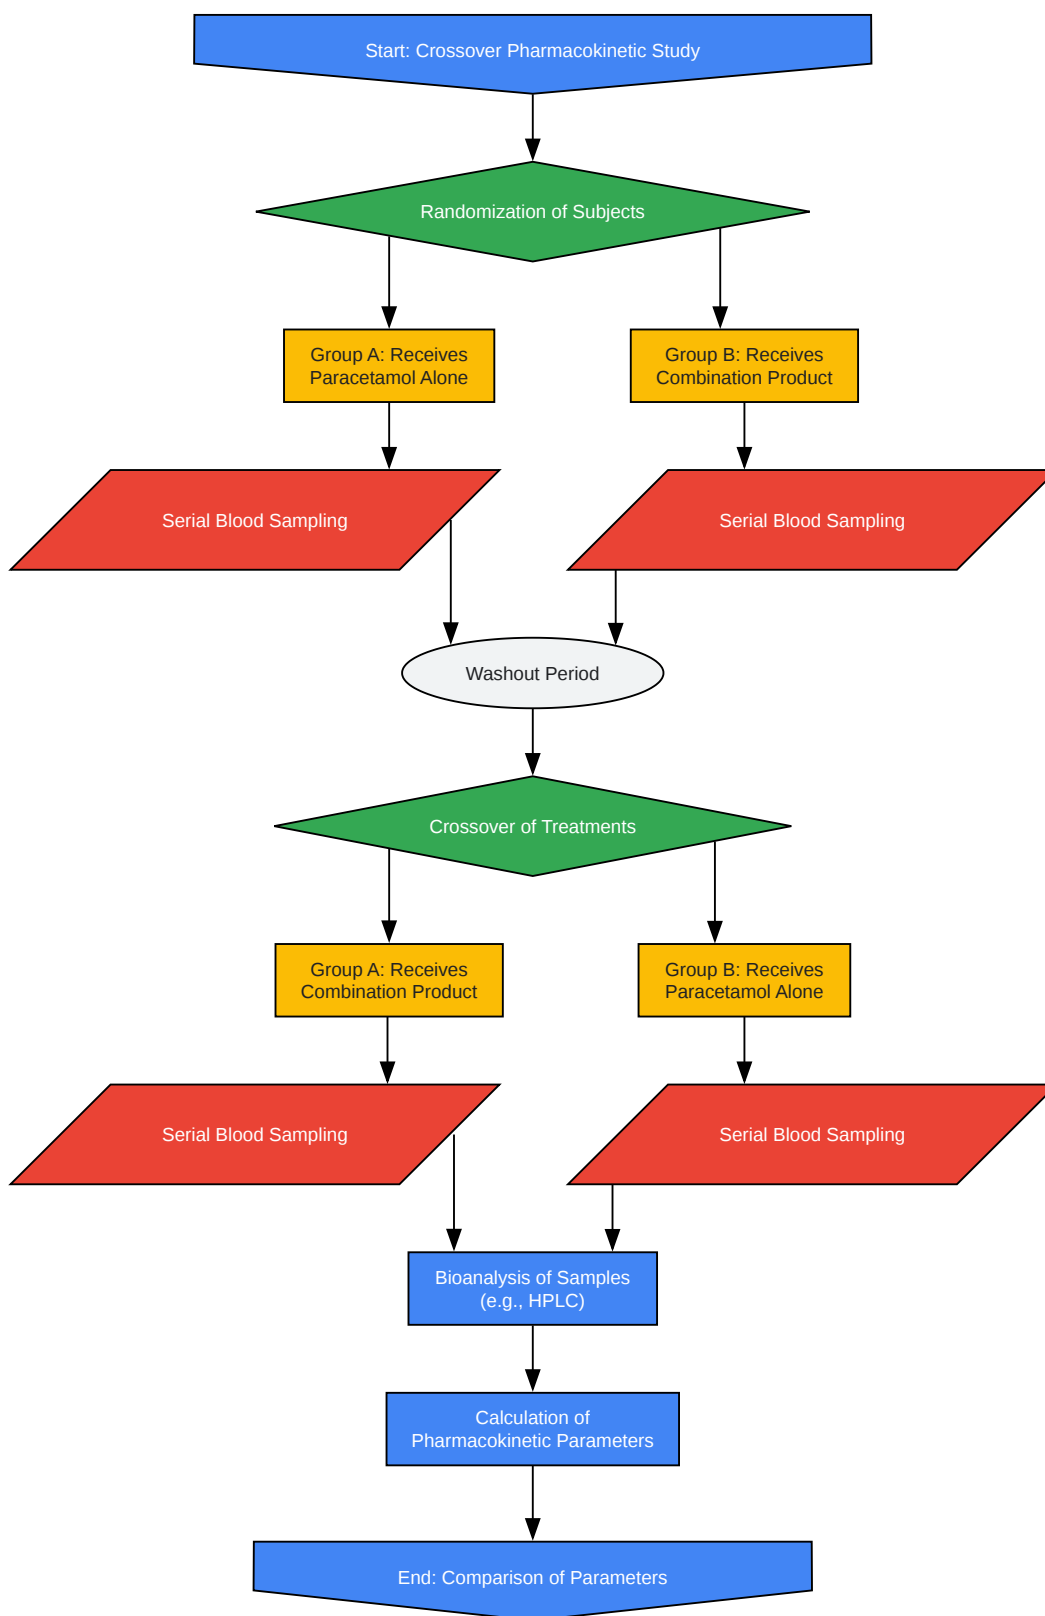 Start: Crossover Pharmacokinetic Study
Randomization of Subjects
Group A: Receives
Paracetamol Alone
Group B: Receives
Combination Product
Serial Blood Sampling
Serial Blood Sampling
Washout Period
Crossover of Treatments
Group A: Receives
Combination Product
Group B: Receives
Paracetamol Alone
Serial Blood Sampling
Serial Blood Sampling
Bioanalysis of Samples
(e.g., HPLC)
Calculation of
Pharmacokinetic Parameters
End: Comparison of Parameters